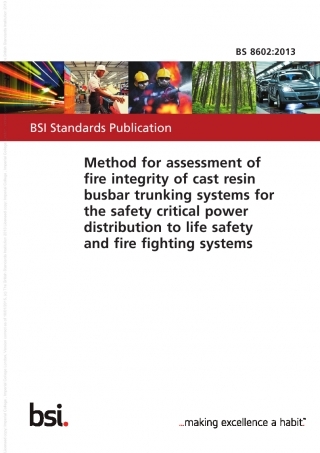 BS 8602:2013
BSI Standards Publication
Method for assessment of
fire integrity of cast resin
busbar trunking systems for
the safety critical power
distribution to life safety
and fire fighting systems
bsi.
...making excellence a habit.™